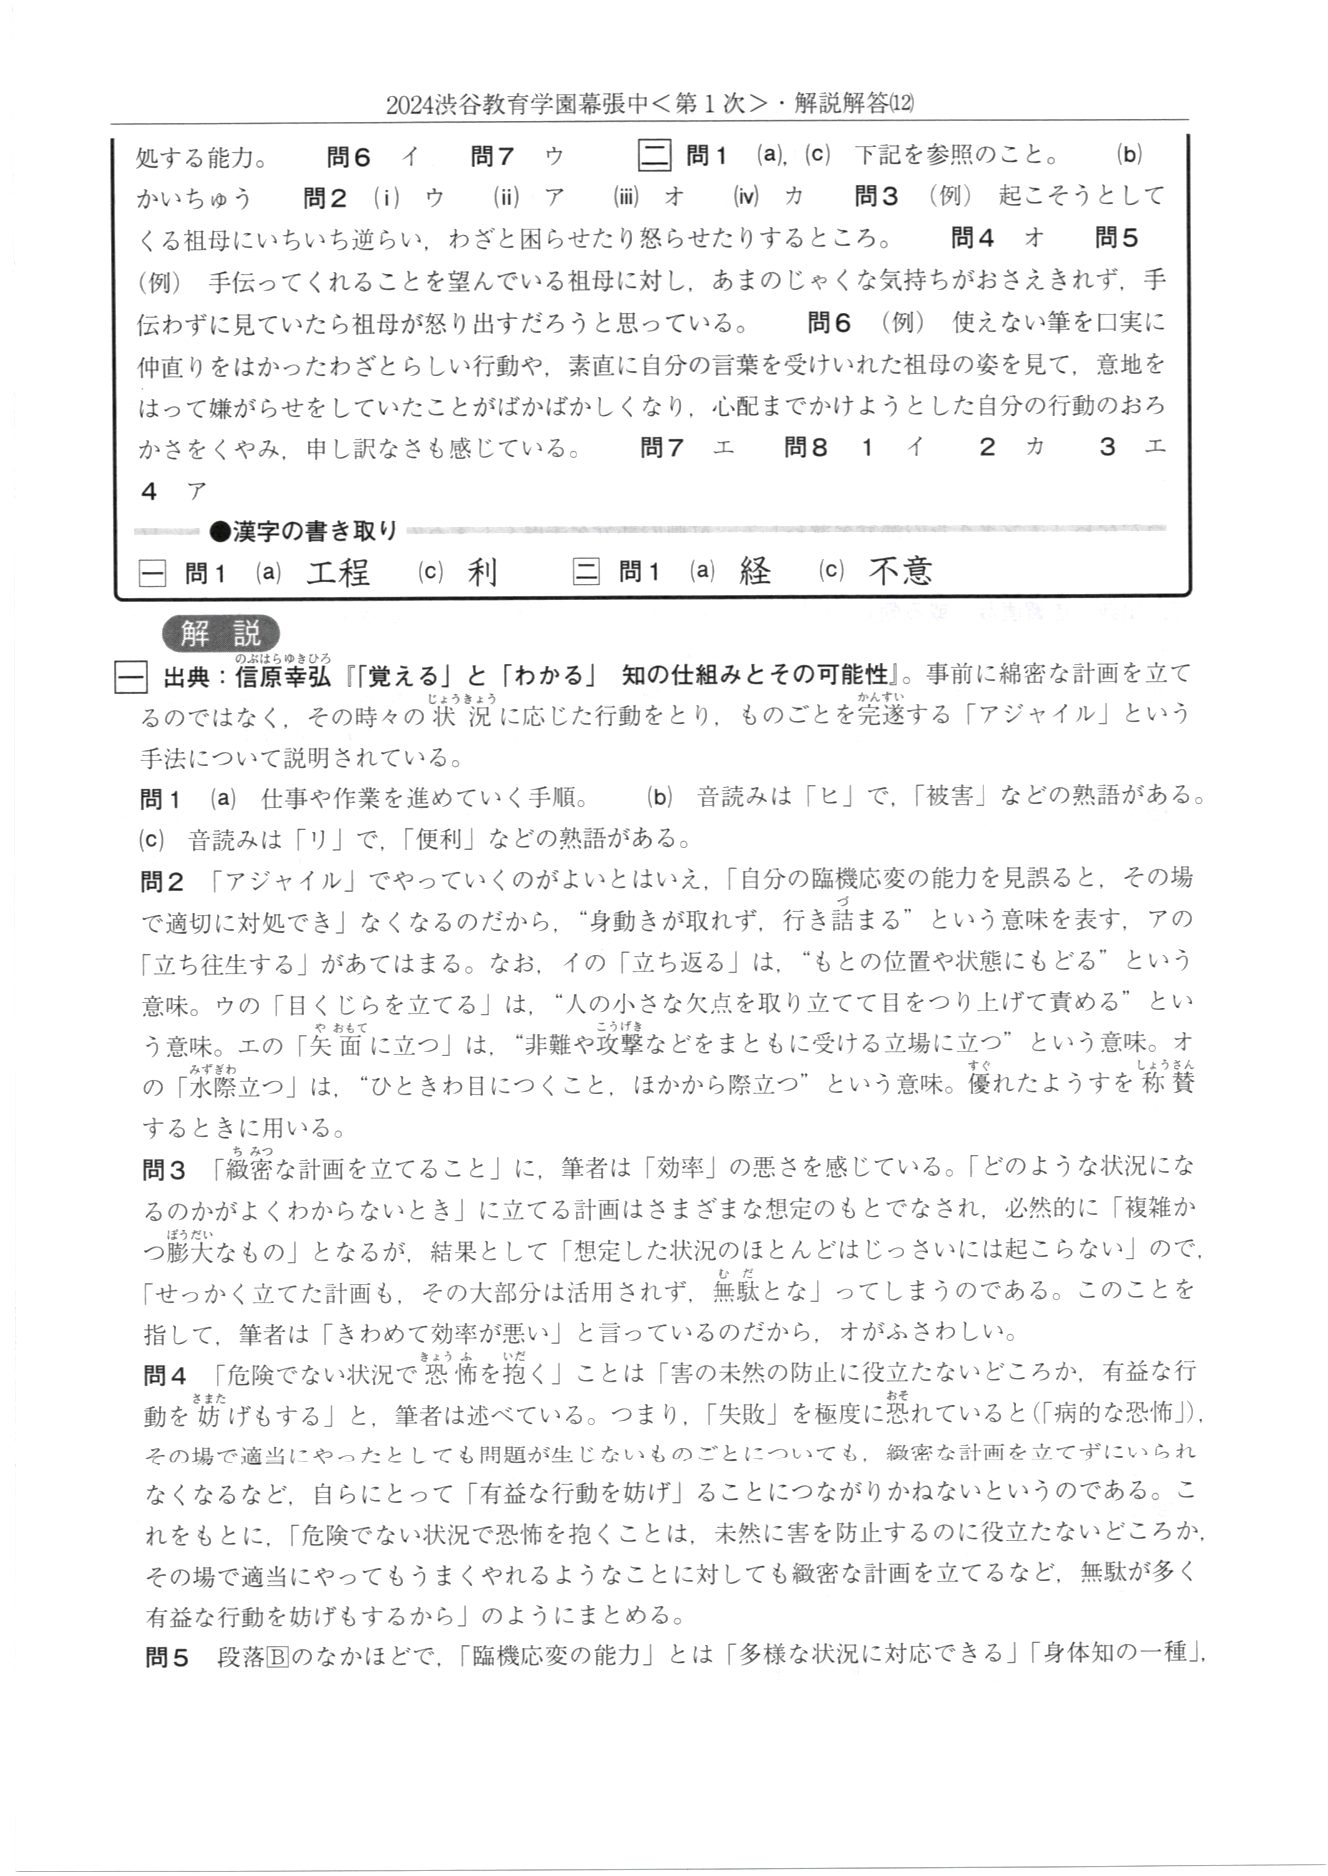 2024渋谷教育学園幕張中＜第１次＞・解説解答⑿
処する能力。　問６　イ　問７　ウ　二　問１　(a)，(c)　下記を参照のこと。　(b)
かいちゅう　問２　(ⅰ)　ウ　(ⅱ)　ア　(ⅲ)　オ　(ⅳ)　カ　問３　（例）　起こそうとして
くる祖母にいちいち逆らい，わざと困らせたり怒らせたりするところ。　問４　オ　問５
（例）　手伝ってくれることを望んでいる祖母に対し，あまのじゃくな気持ちがおさえきれず，手
伝わずに見ていたら祖母が怒り出すだろうと思っている。　問６　（例）　使えない筆を口実に
仲直りをはかったわざとらしい行動や，素直に自分の言葉を受けいれた祖母の姿を見て，意地を
はって嫌がらせをしていたことがばかばかしくなり，心配までかけようとした自分の行動のおろ
かさをくやみ，申し訳なさも感じている。　問７　エ　問８　１　イ　２　カ　３　エ
４　ア
●漢字の書き取り
一　問１　(a)　工程　(c)　利　二　問１　(a)　経　(c)　不意
解　説
のぶはらゆきひろ
一　出典：信原幸弘『「覚える」と「わかる」　知の仕組みとその可能性』。事前に綿密な計画を立て
じょうきょう　かんすい
るのではなく，その時々の状況に応じた行動をとり，ものごとを完遂する「アジャイル」という
手法について説明されている。
問１　(a)　仕事や作業を進めていく手順。　(b)　音読みは「ヒ」で，「被害」などの熟語がある。
(c)　音読みは「リ」で，「便利」などの熟語がある。
問２　「アジャイル」でやっていくのがよいとはいえ，「自分の臨機応変の能力を見誤ると，その場
づ
で適切に対処でき」なくなるのだから，“身動きが取れず，行き詰まる”という意味を表す，アの
「立ち往生する」があてはまる。なお，イの「立ち返る」は，“もとの位置や状態にもどる”という
意味。ウの「目くじらを立てる」は，“人の小さな欠点を取り立てて目をつり上げて責める”とい
や　おもて　こうげき
う意味。エの「矢面に立つ」は，“非難や攻撃などをまともに受ける立場に立つ”という意味。オ
みずぎわ　すぐ　しょうさん
の「水際立つ」は，“ひときわ目につくこと，ほかから際立つ”という意味。優れたようすを称賛
するときに用いる。
ち　みつ
問３　「緻密な計画を立てること」に，筆者は「効率」の悪さを感じている。「どのような状況にな
るのかがよくわからないとき」に立てる計画はさまざまな想定のもとでなされ，必然的に「複雑か
ぼうだい
つ膨大なもの」となるが，結果として「想定した状況のほとんどはじっさいには起こらない」ので，
む　だ
「せっかく立てた計画も，その大部分は活用されず，無駄とな」ってしまうのである。このことを
指して，筆者は「きわめて効率が悪い」と言っているのだから，オがふさわしい。
きょう　ふ　いだ
問４　「危険でない状況で恐怖を抱く」ことは「害の未然の防止に役立たないどころか，有益な行
さまた　おそ
動を妨げもする」と，筆者は述べている。つまり，「失敗」を極度に恐れていると(「病的な恐怖」)，
その場で適当にやったとしても問題が生じないものごとについても，緻密な計画を立てずにいられ
なくなるなど，自らにとって「有益な行動を妨げ」ることにつながりかねないというのである。こ
れをもとに，「危険でない状況で恐怖を抱くことは，未然に害を防止するのに役立たないどころか，
その場で適当にやってもうまくやれるようなことに対しても緻密な計画を立てるなど，無駄が多く
有益な行動を妨げもするから」のようにまとめる。
問５　段落Ｂのなかほどで，「臨機応変の能力」とは「多様な状況に対応できる」「身体知の一種」，